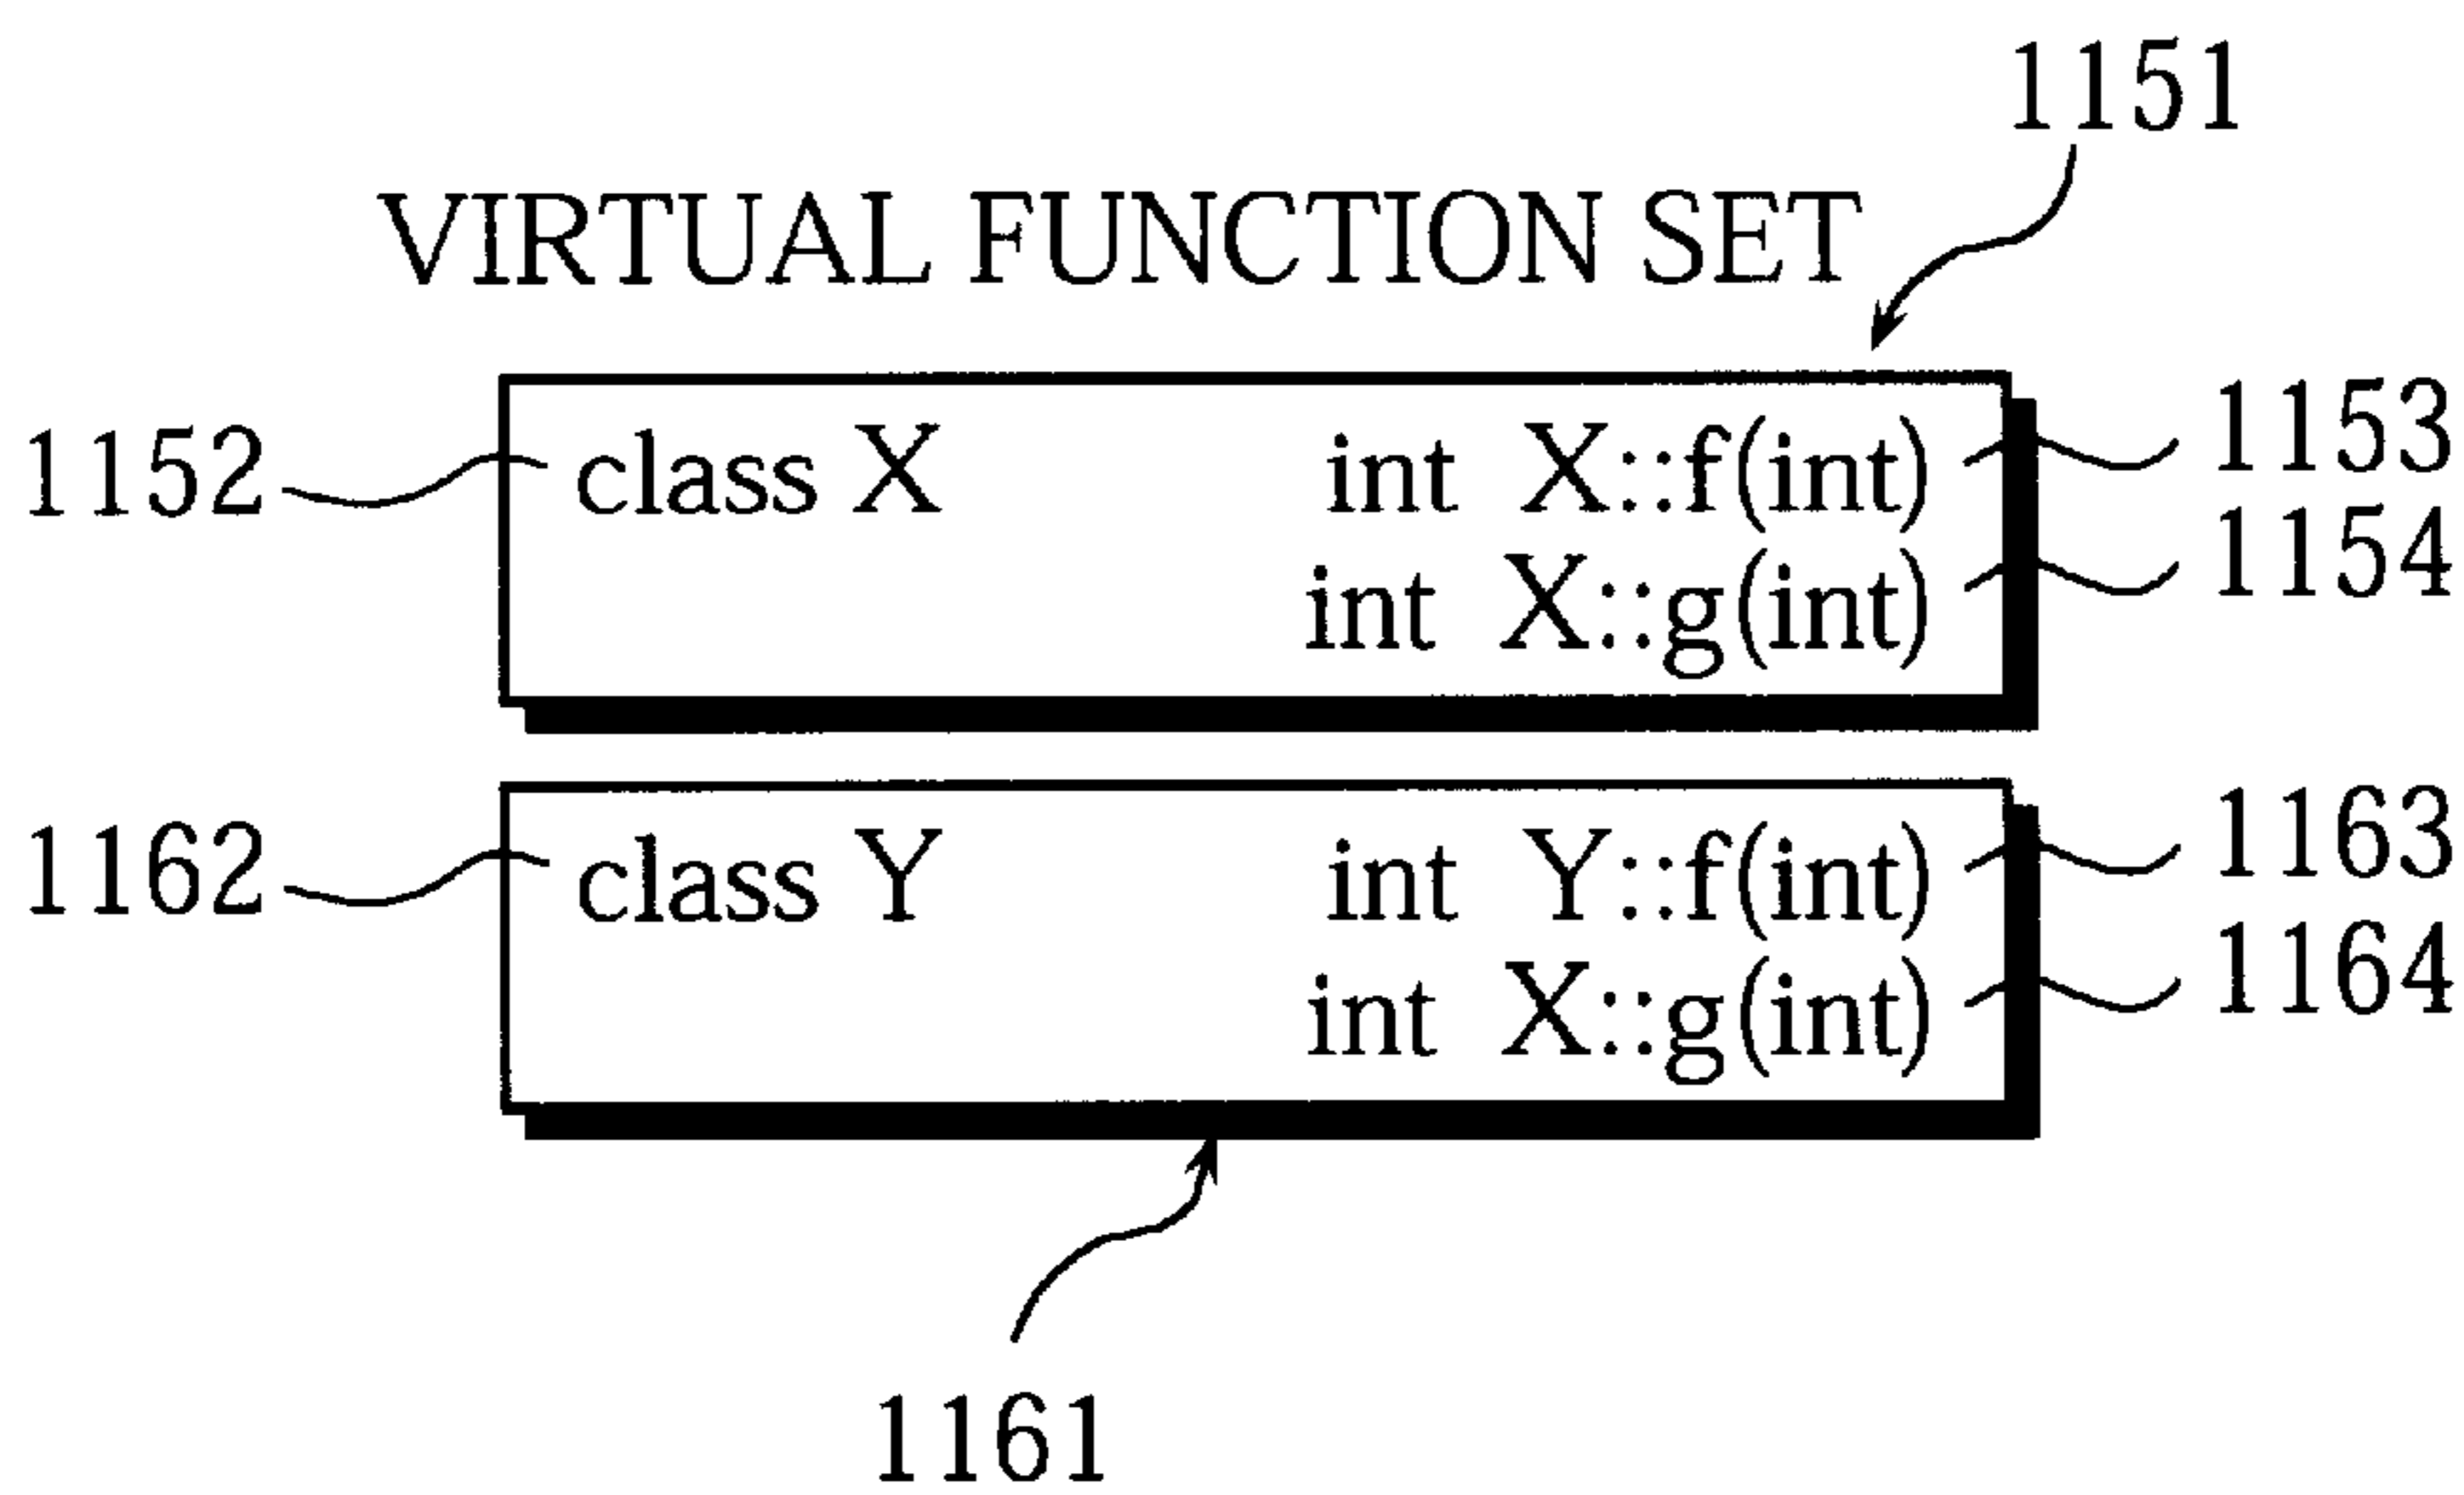 1151
VIRTUAL FUNCTION SET
1152 class X int X::f(int) 1153
int X::g(int) 1154
1162 class Y int Y::f(int) 1163
int X::g(int) 1164
1161